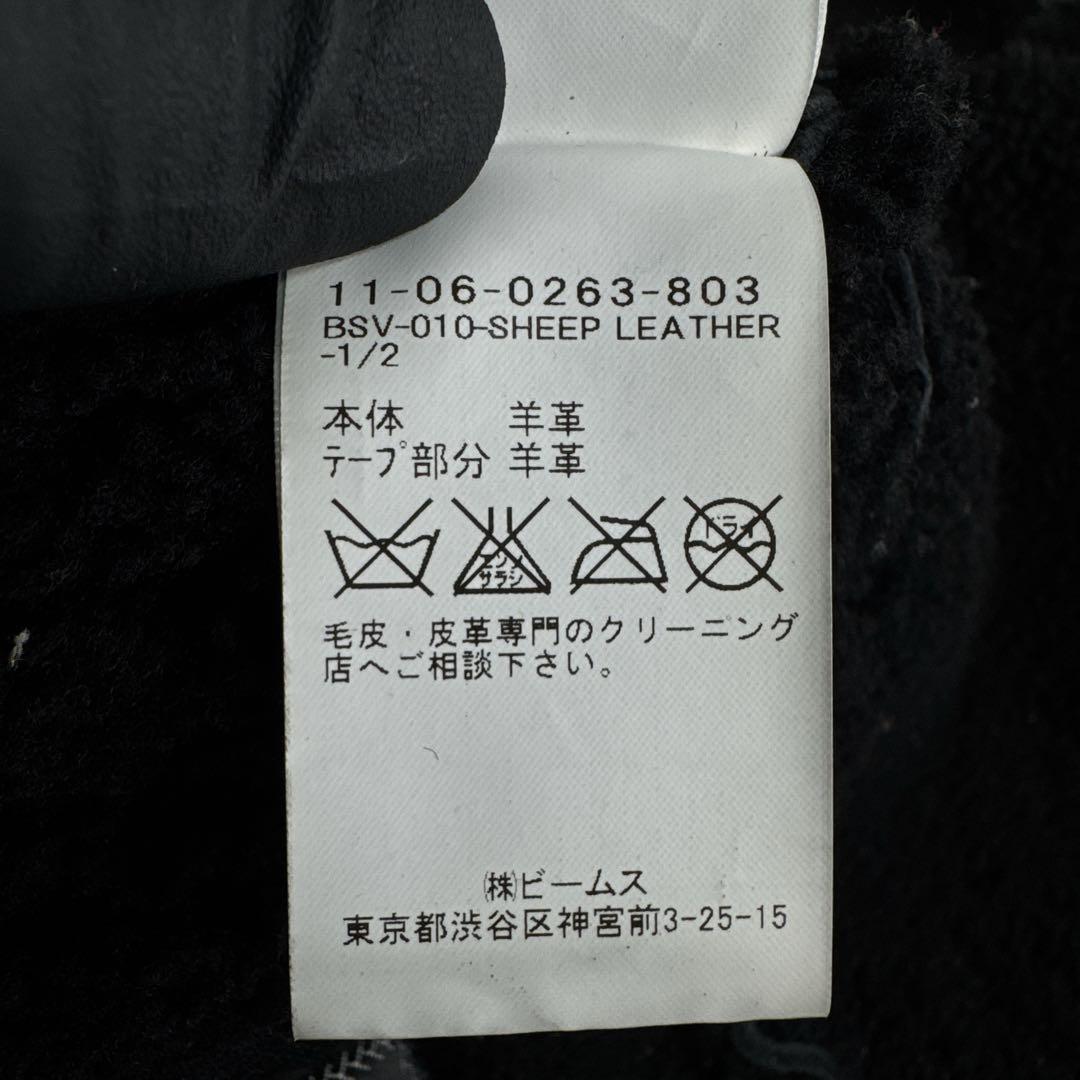 11-06-0263-803
BSV-010-SHEEP LEATHER
-1/2
本体 羊革
テープ部分 羊革
エンソ
サラシ
ドライ
毛皮・皮革専門のクリーニング
店へご相談下さい。
㈱ビームス
東京都渋谷区神宮前3-25-15